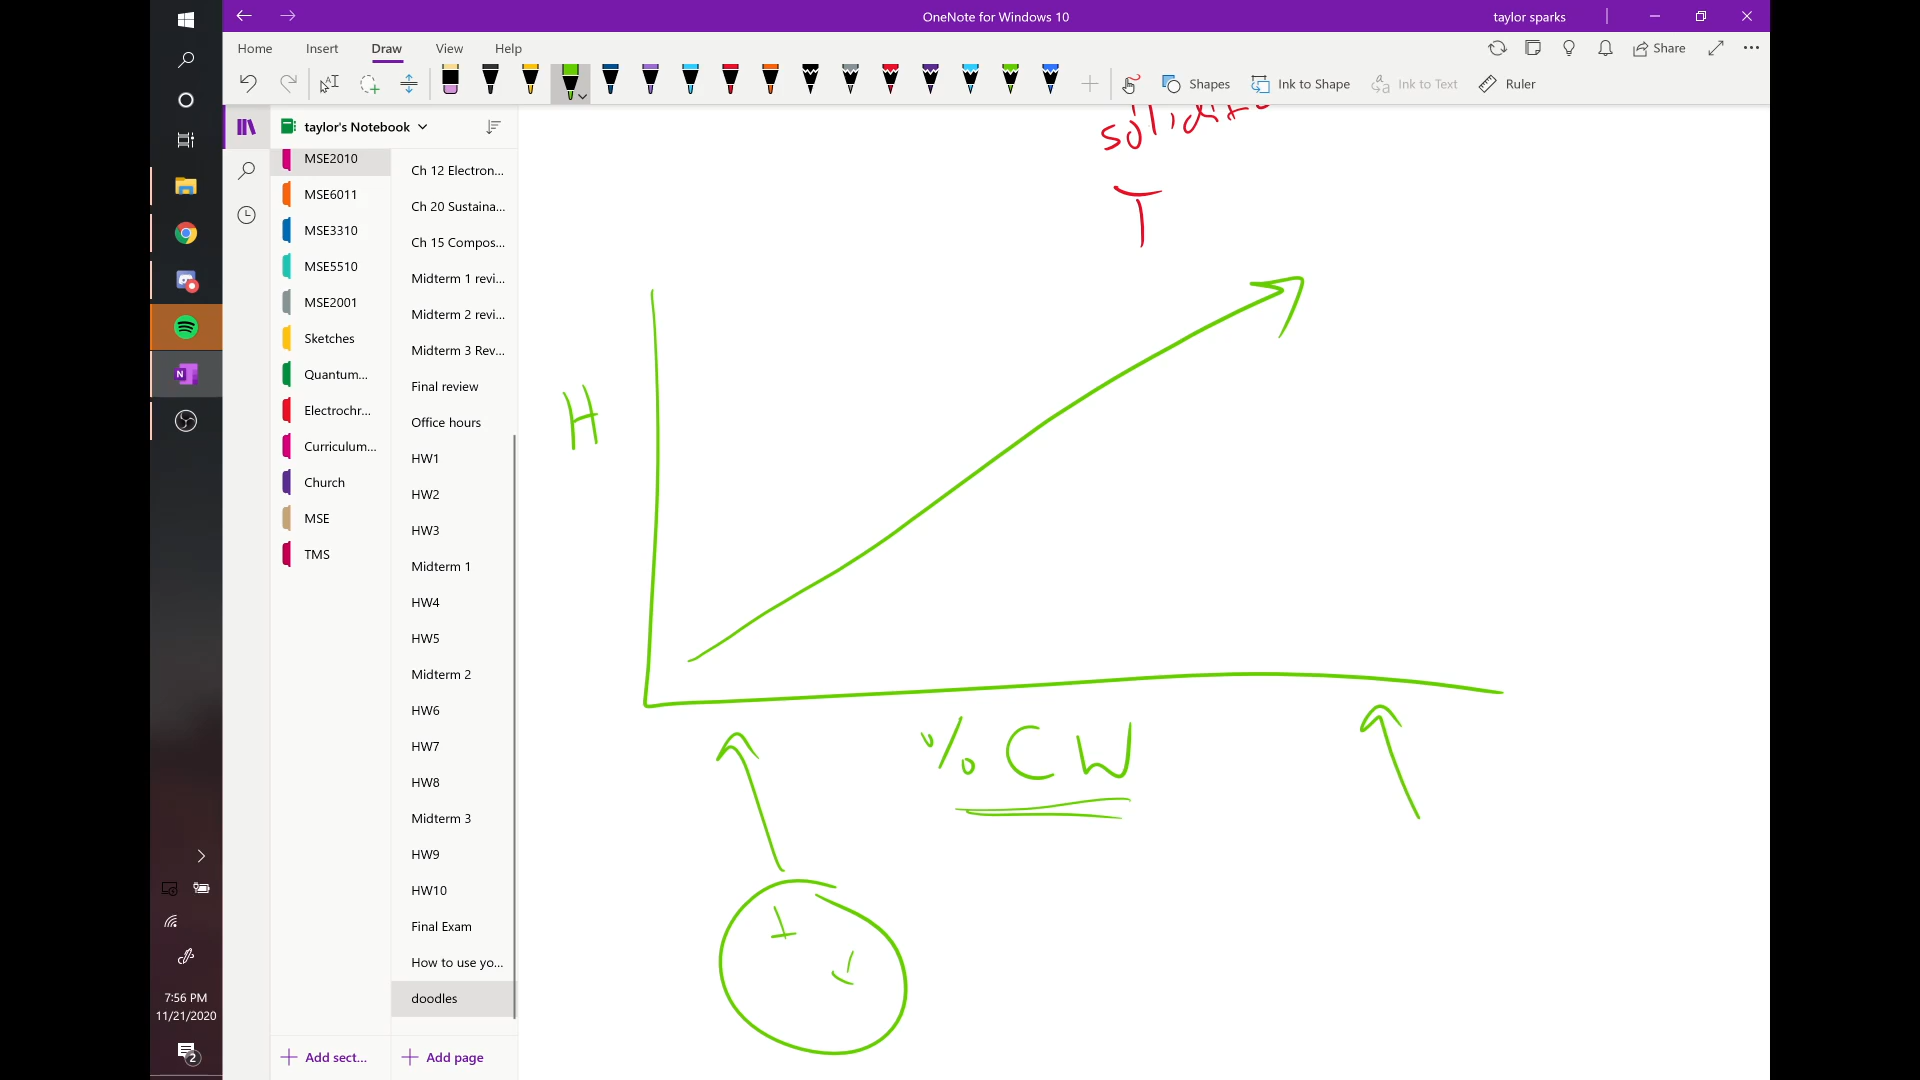 OneNote for Windows 10
taylor sparks
Home Insert Draw View Help
Share
Shapes
Ink to Shape
Ink to Text
Ruler
taylor's Notebook
MSE2010
MSE6011
MSE3310
MSE5510
MSE2001
Sketches
Quantum...
Electrochr...
Curriculum...
Church
MSE
TMS
Ch 12 Electron...
Ch 20 Sustaina...
Ch 15 Compos...
Midterm 1 revi...
Midterm 2 revi...
Midterm 3 Rev...
Final review
Office hours
HW1
HW2
HW3
Midterm 1
HW4
HW5
Midterm 2
HW6
HW7
HW8
Midterm 3
HW9
HW10
Final Exam
How to use yo...
doodles
Add sect...
Add page
T
H
% CW
7:56 PM
11/21/2020
2